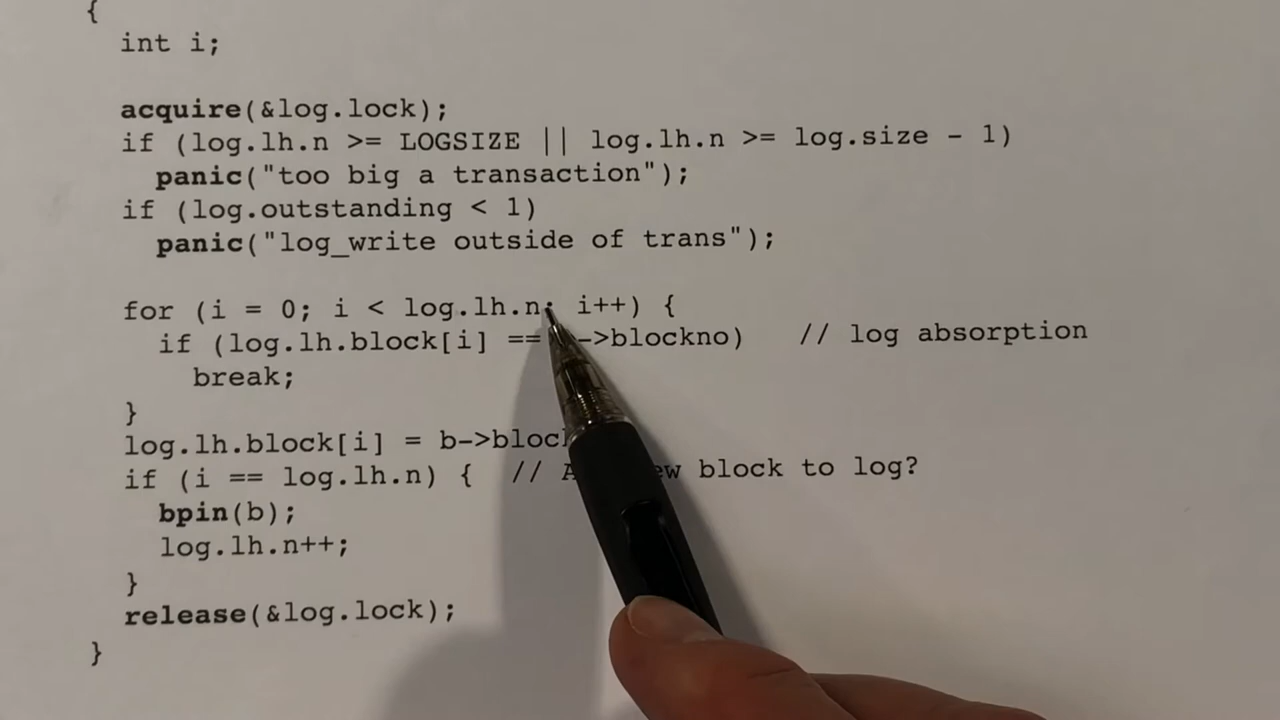 {
int i;
acquire(&log.lock);
if (log.lh.n >= LOGSIZE || log.lh.n >= log.size - 1)
panic("too big a transaction");
if (log.outstanding < 1)
panic("log_write outside of trans");
for (i = 0; i < log.lh.n; i++) {
if (log.lh.block[i] == ->blockno) // log absorption
break;
}
log.lh.block[i] = b->bloc
if (i == log.lh.n) { // block to log?
bpin(b);
log.lh.n++;
}
release(&log.lock);
}